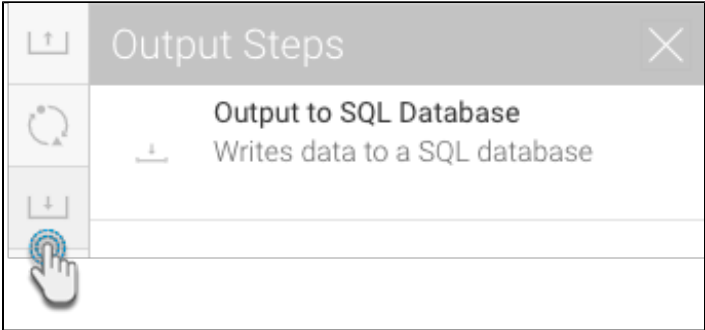 Output Steps
Output to SQL Database
Writes data to a SQL database